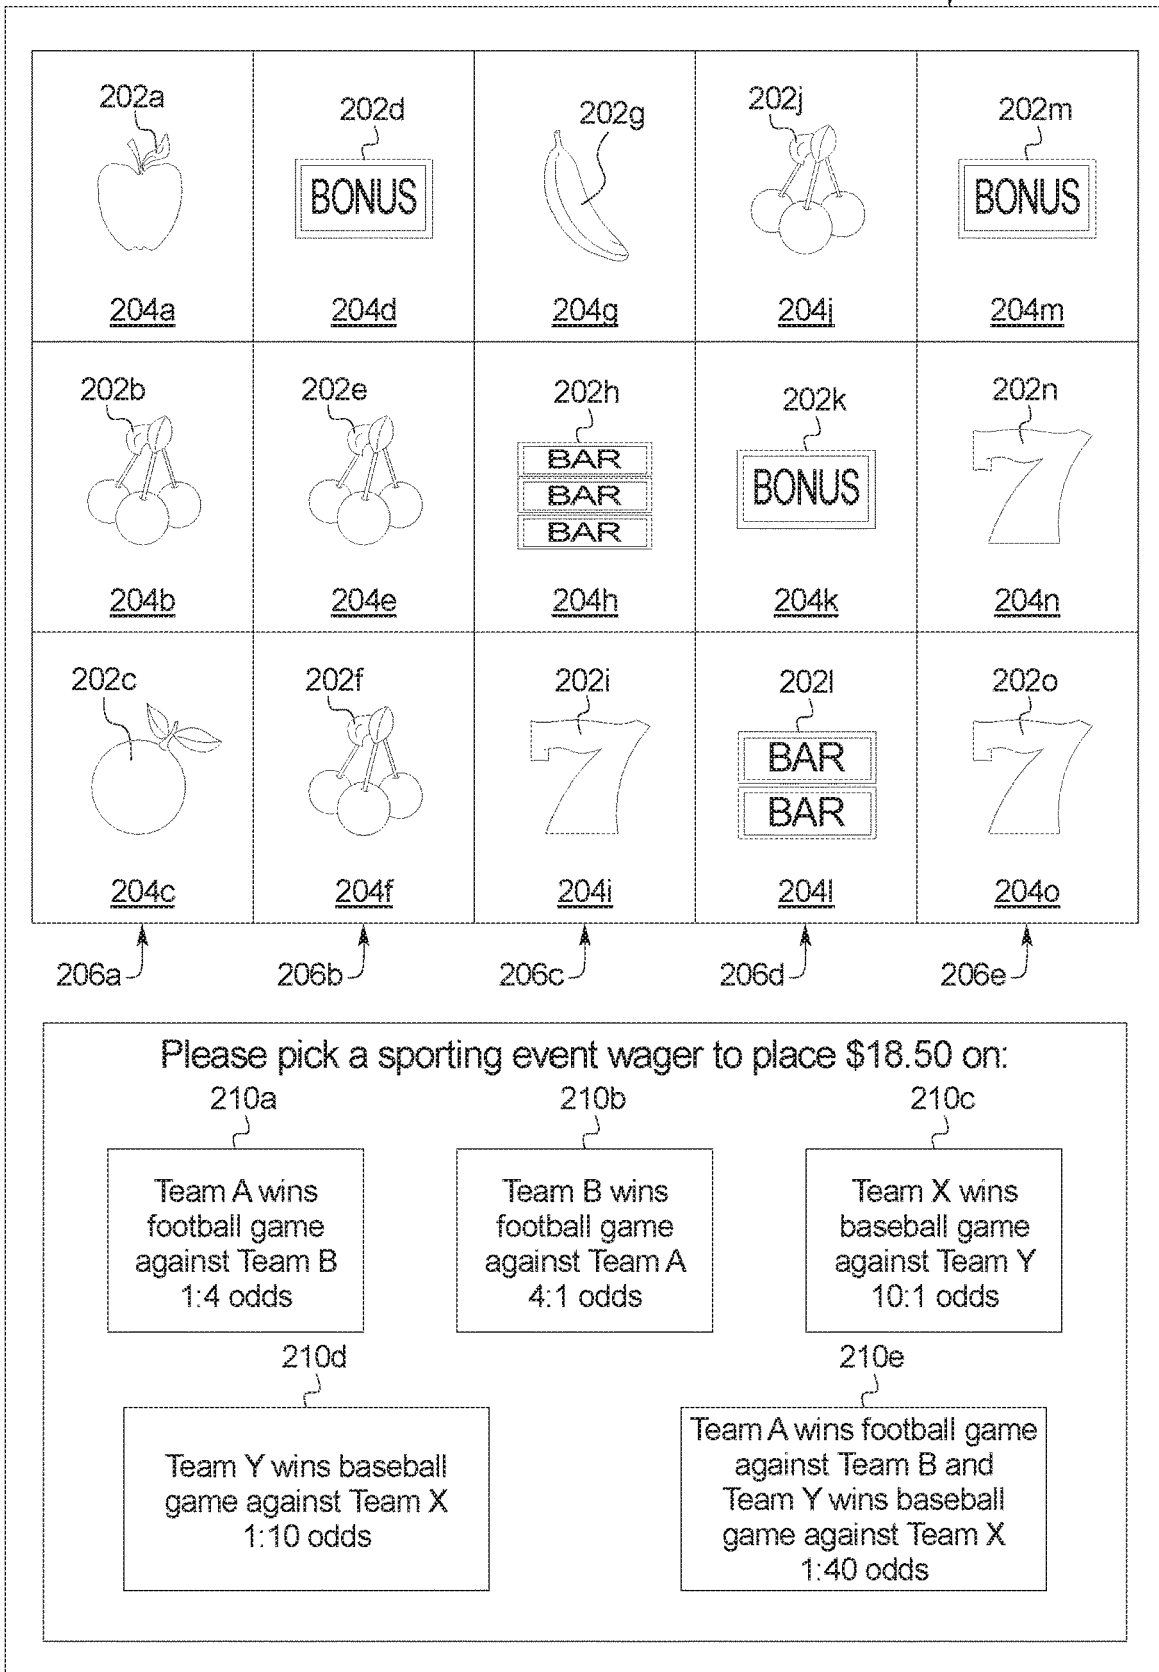 202a
202d
202g
202j
202m
BONUS
BONUS
204a
204d
204g
204j
204m
202b
202e
202h
202k
202n
BAR
BAR
BAR
BONUS
204b
204e
204h
204k
204n
202c
202f
202i
202l
202o
BAR
BAR
204c
204f
204i
204l
204o
206a
206b
206c
206d
206e
Please pick a sporting event wager to place $18.50 on:
210a
210b
210c
Team A wins
football game
against Team B
1:4 odds
Team B wins
football game
against Team A
4:1 odds
Team X wins
baseball game
against Team Y
10:1 odds
210d
210e
Team Y wins baseball
game against Team X
1:10 odds
Team A wins football game
against Team B and
Team Y wins baseball
game against Team X
1:40 odds